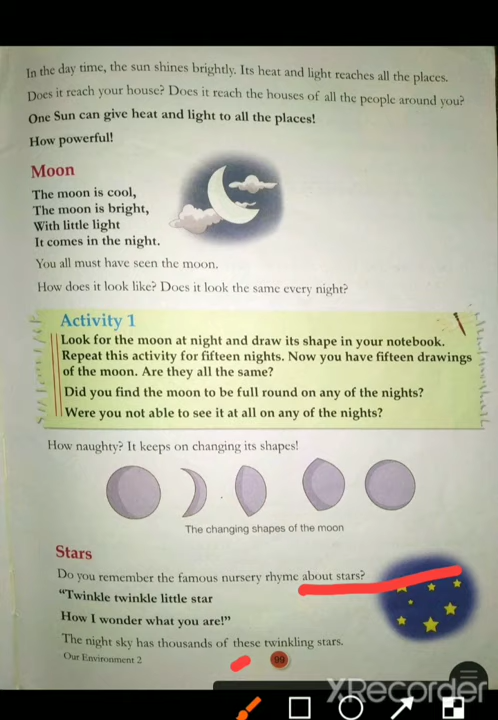 In the day time, the sun shines brightly. Its heat and light reaches all the places.
Does it reach your house? Does it reach the houses of all the people around you?
One Sun can give heat and light to all the places!
How powerful!
Moon
The moon is cool,
The moon is bright,
With little light
It comes in the night.
You all must have seen the moon.
How does it look like? Does it look the same every night?
Activity 1
Look for the moon at night and draw its shape in your notebook.
Repeat this activity for fifteen nights. Now you have fifteen drawings
of the moon. Are they all the same?
Did you find the moon to be full round on any of the nights?
Were you not able to see it at all on any of the nights?
How naughty? It keeps on changing its shapes!
The changing shapes of the moon
Stars
Do you remember the famous nursery rhyme about stars?
“Twinkle twinkle little star
How I wonder what you are!”
The night sky has thousands of these twinkling stars.
Our Environment 2
99
XRecorder